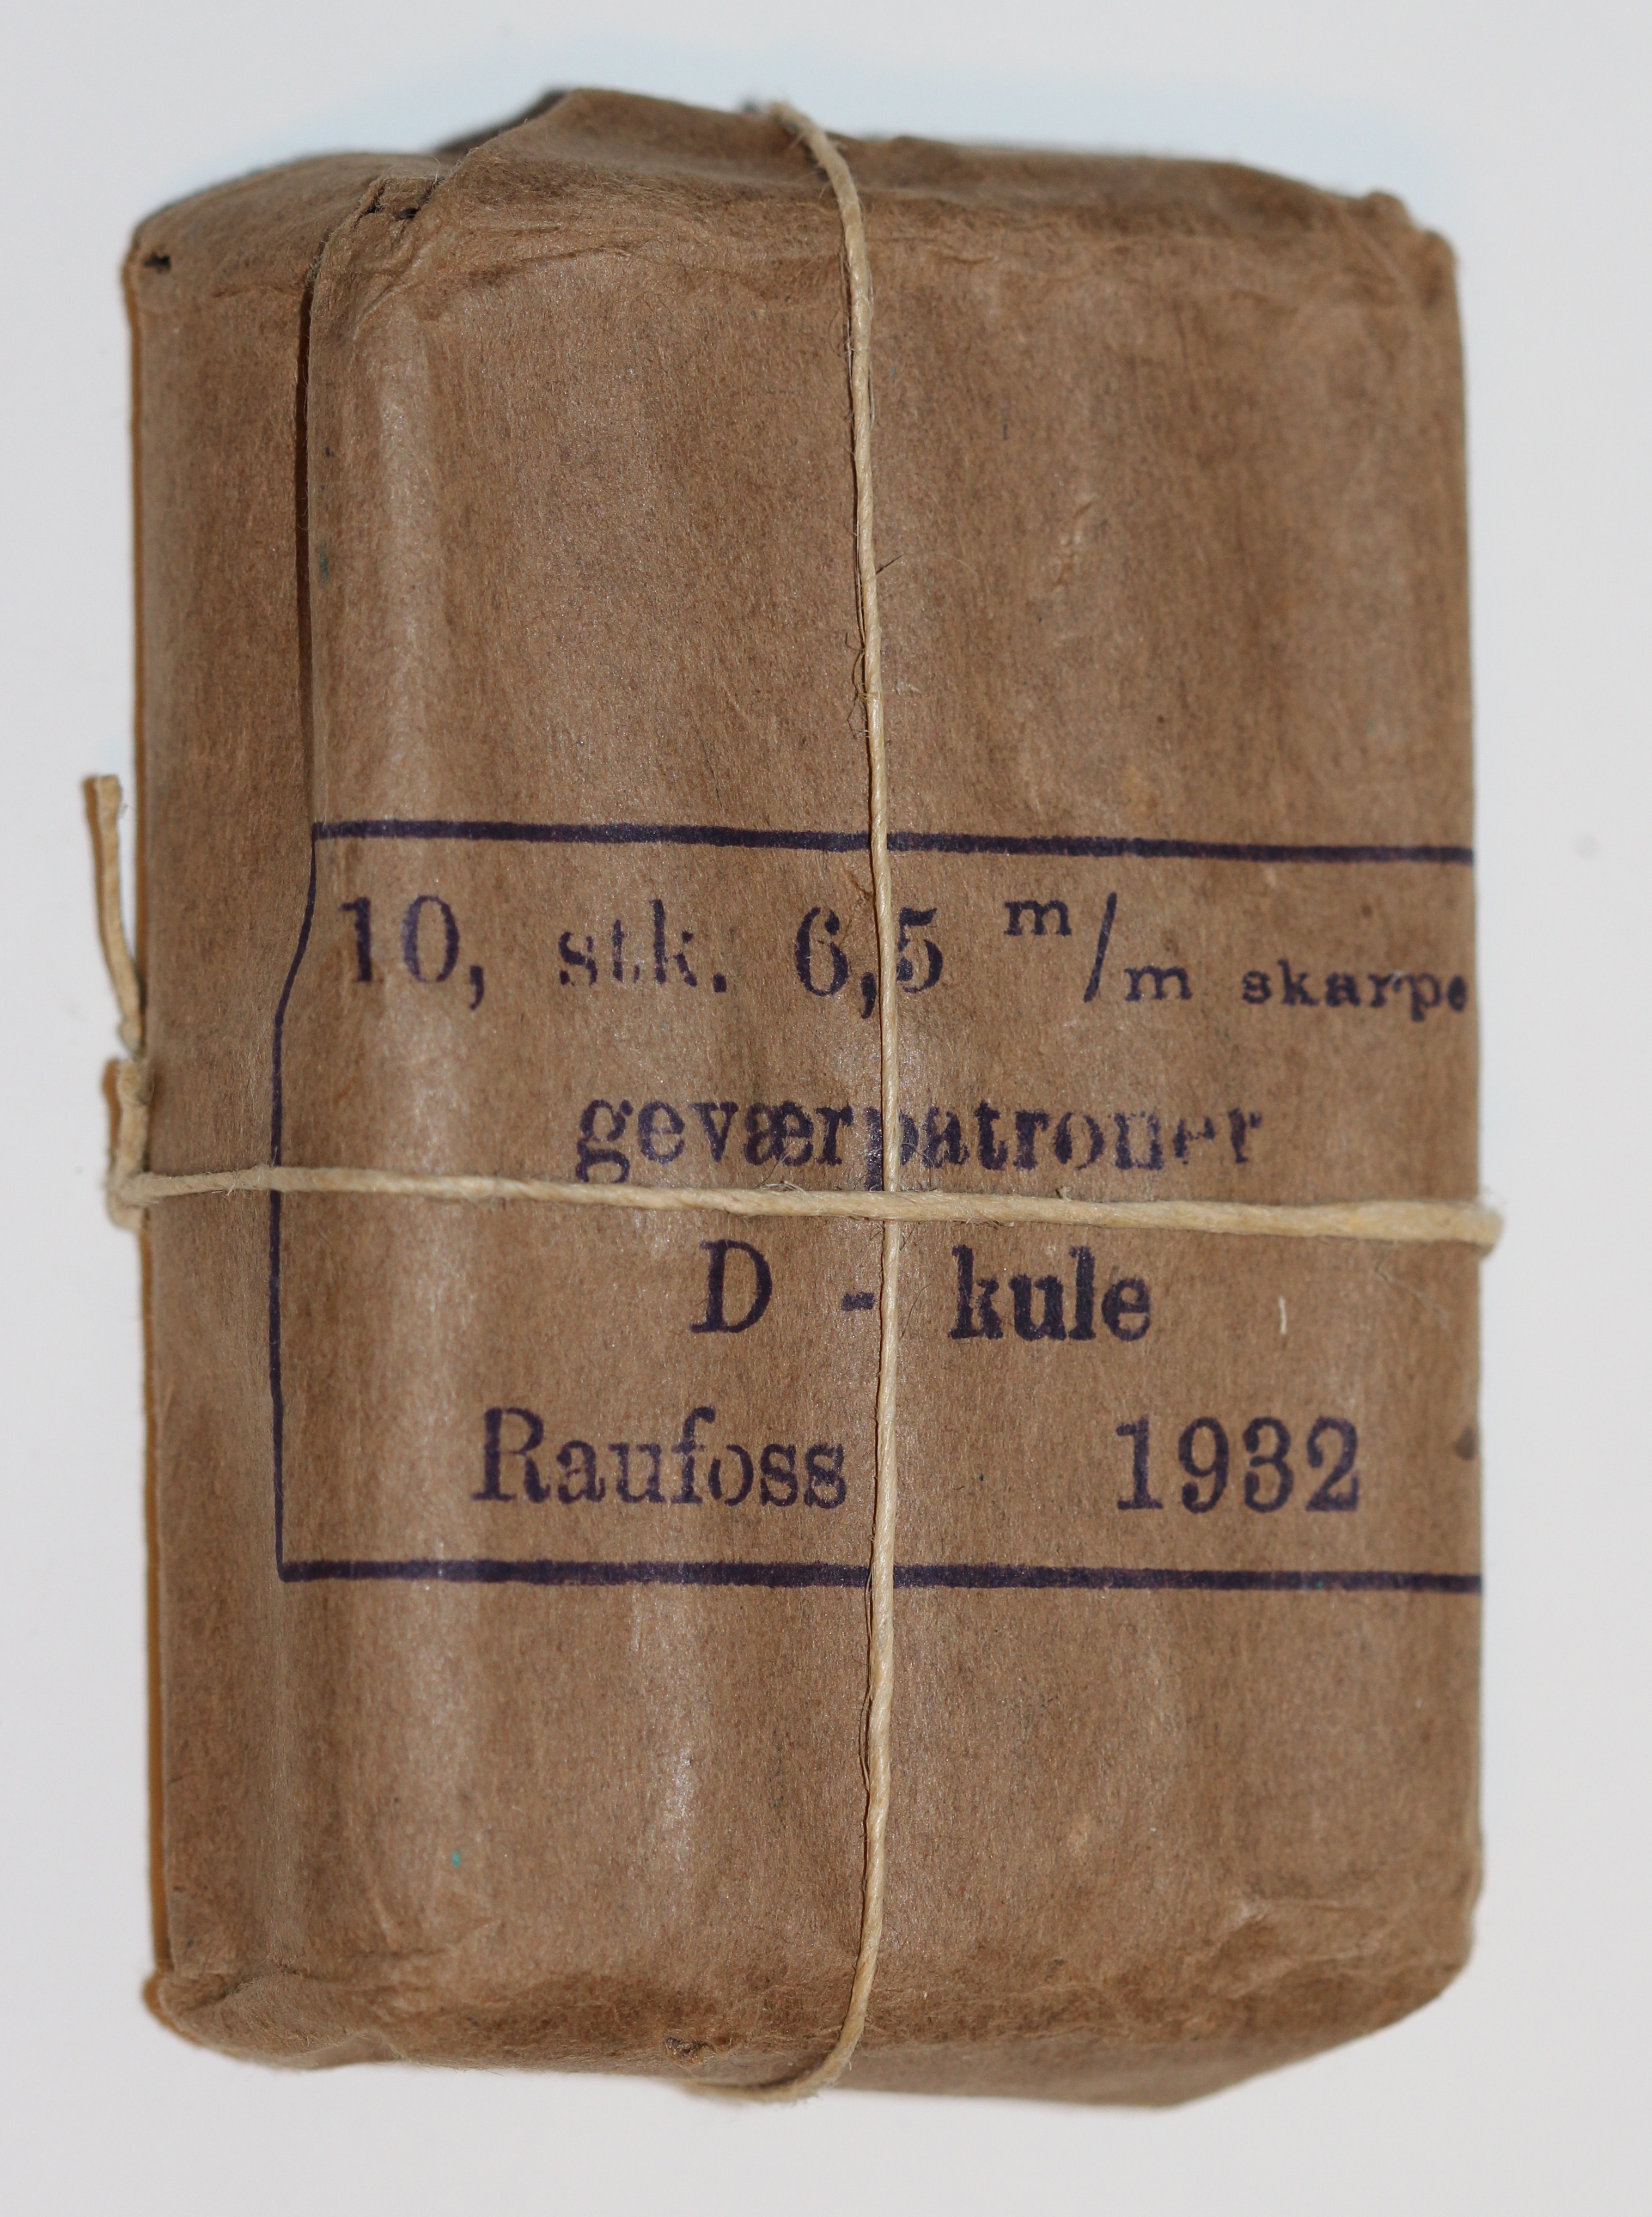 10, stk. 6,5 m/m skarpe
geværpatroner
D - kule
Raufoss 1932